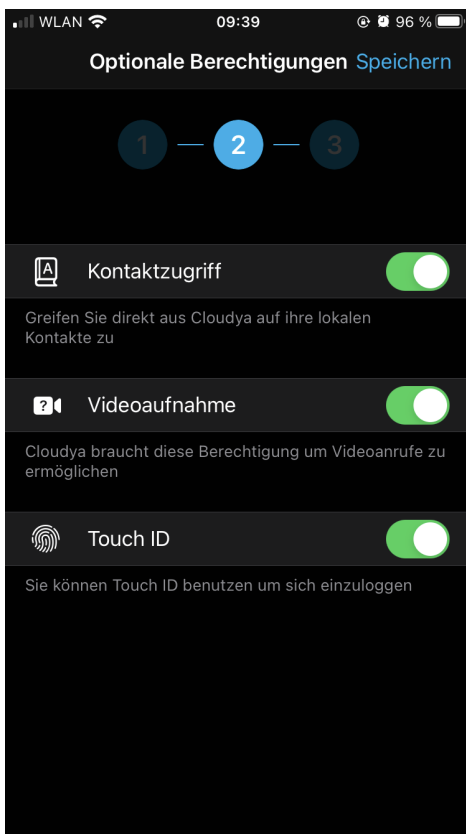 WLAN 09:39 96 %
Optionale Berechtigungen Speichern
1 2 3
A Kontaktzugriff
Greifen Sie direkt aus Cloudya auf ihre lokalen
Kontakte zu
? Videoaufnahme
Cloudya braucht diese Berechtigung um Videoanrufe zu
ermöglichen
Touch ID
Sie können Touch ID benutzen um sich einzuloggen